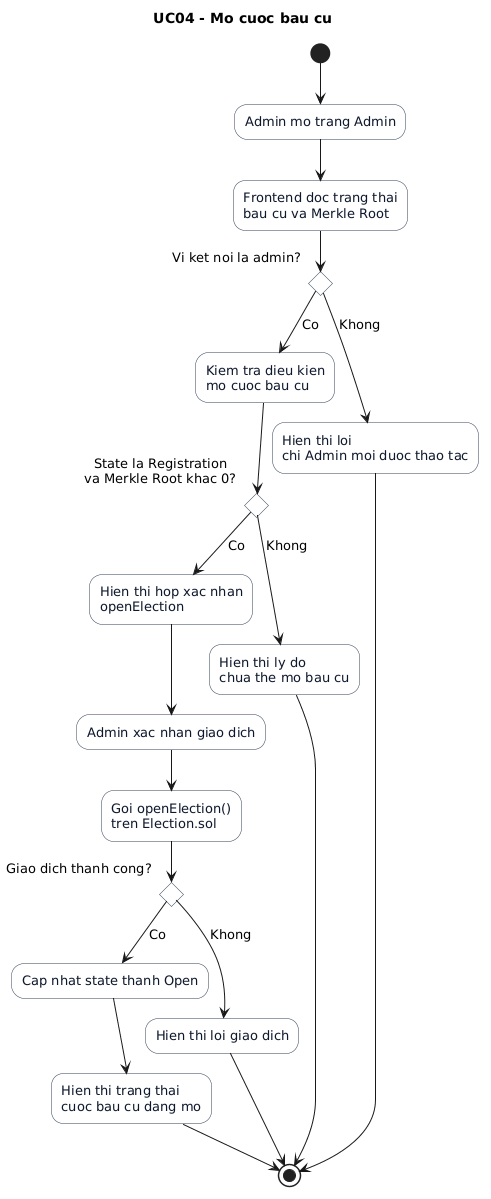 UC04 - Mo cuoc bau cu
Admin mo trang Admin
Frontend doc trang thai
bau cu va Merkle Root
Vi ket noi la admin?
Co
Khong
Kiem tra dieu kien
mo cuoc bau cu
Hien thi loi
chi Admin moi duoc thao tac
State la Registration
va Merkle Root khac 0?
Co
Khong
Hien thi hop xac nhan
openElection
Hien thi ly do
chua the mo bau cu
Admin xac nhan giao dich
Goi openElection()
tren Election.sol
Giao dich thanh cong?
Co
Khong
Cap nhat state thanh Open
Hien thi loi giao dich
Hien thi trang thai
cuoc bau cu dang mo